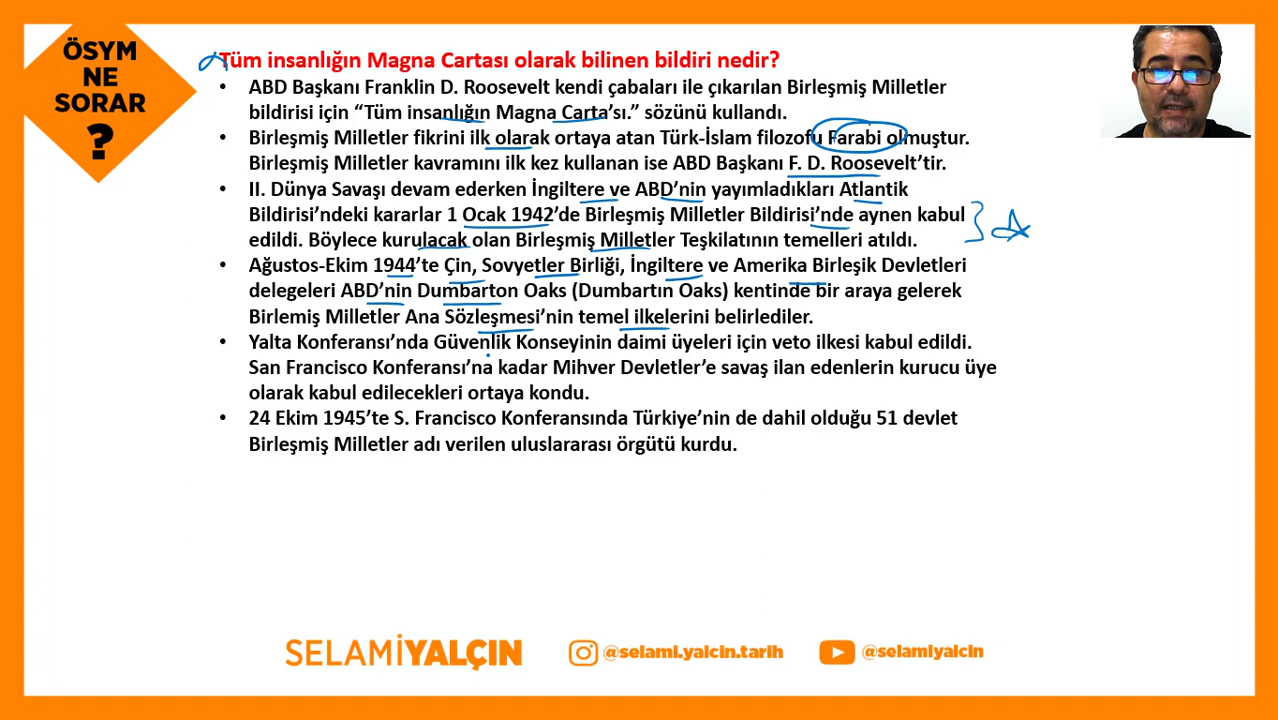 ÖSYM
NE
SORAR
?
Tüm insanlığın Magna Cartası olarak bilinen bildiri nedir?
• ABD Başkanı Franklin D. Roosevelt kendi çabaları ile çıkarılan Birleşmiş Milletler
bildirisi için “Tüm insanlığın Magna Carta’sı.” sözünü kullandı.
• Birleşmiş Milletler fikrini ilk olarak ortaya atan Türk-İslam filozofu Farabi olmuştur.
Birleşmiş Milletler kavramını ilk kez kullanan ise ABD Başkanı F. D. Roosevelt’tir.
• II. Dünya Savaşı devam ederken İngiltere ve ABD’nin yayımladıkları Atlantik
Bildirisi’ndeki kararlar 1 Ocak 1942’de Birleşmiş Milletler Bildirisi’nde aynen kabul
edildi. Böylece kurulacak olan Birleşmiş Milletler Teşkilatının temelleri atıldı.
• Ağustos-Ekim 1944’te Çin, Sovyetler Birliği, İngiltere ve Amerika Birleşik Devletleri
delegeleri ABD’nin Dumbarton Oaks (Dumbartın Oaks) kentinde bir araya gelerek
Birlemiş Milletler Ana Sözleşmesi’nin temel ilkelerini belirlediler.
• Yalta Konferansı’nda Güvenlik Konseyinin daimi üyeleri için veto ilkesi kabul edildi.
San Francisco Konferansı’na kadar Mihver Devletler’e savaş ilan edenlerin kurucu üye
olarak kabul edilecekleri ortaya kondu.
• 24 Ekim 1945’te S. Francisco Konferansında Türkiye’nin de dahil olduğu 51 devlet
Birleşmiş Milletler adı verilen uluslararası örgütü kurdu.
SELAMİYALÇIN @selami.yalcin.tarih @selamiyalcin